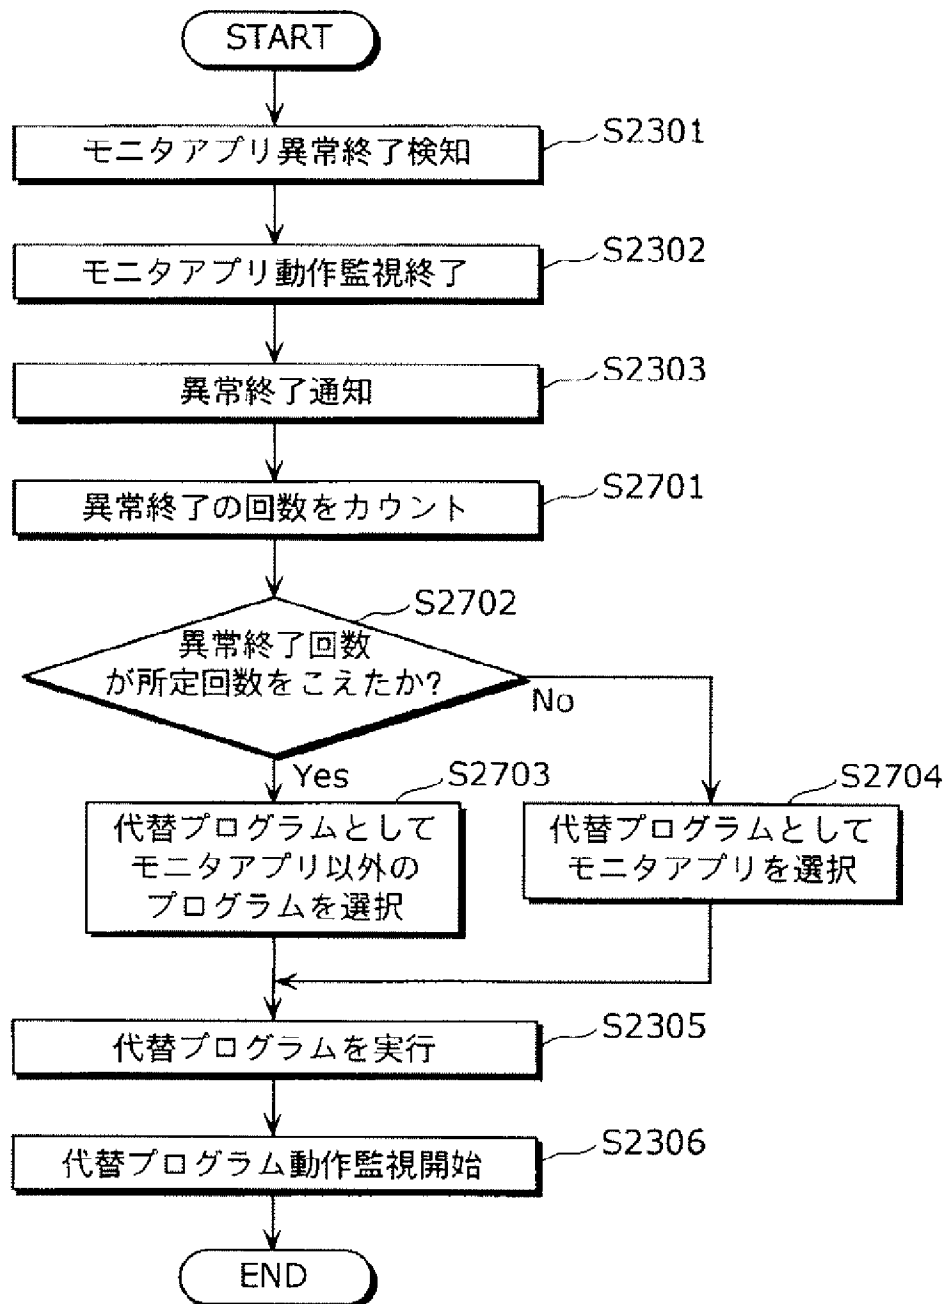 START
モニタアプリ異常終了検知
S2301
モニタアプリ動作監視終了
S2302
異常終了通知
S2303
異常終了の回数をカウント
S2701
S2702
異常終了回数
が所定回数をこえたか?
No
Yes
S2703
代替プログラムとして
モニタアプリ以外の
プログラムを選択
S2704
代替プログラムとして
モニタアプリを選択
代替プログラムを実行
S2305
代替プログラム動作監視開始
S2306
END